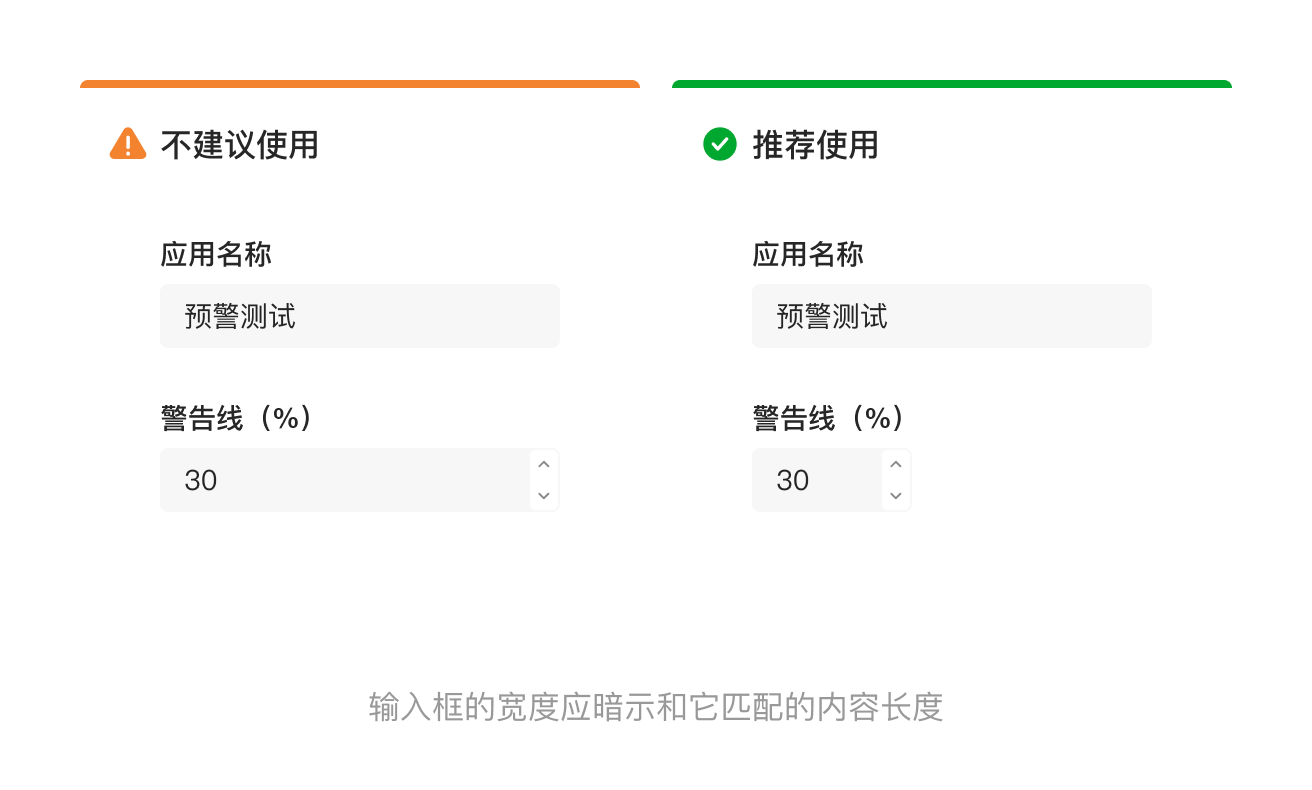 不建议使用
应用名称
预警测试
警告线（%）
30
推荐使用
应用名称
预警测试
警告线（%）
30
输入框的宽度应暗示和它匹配的内容长度